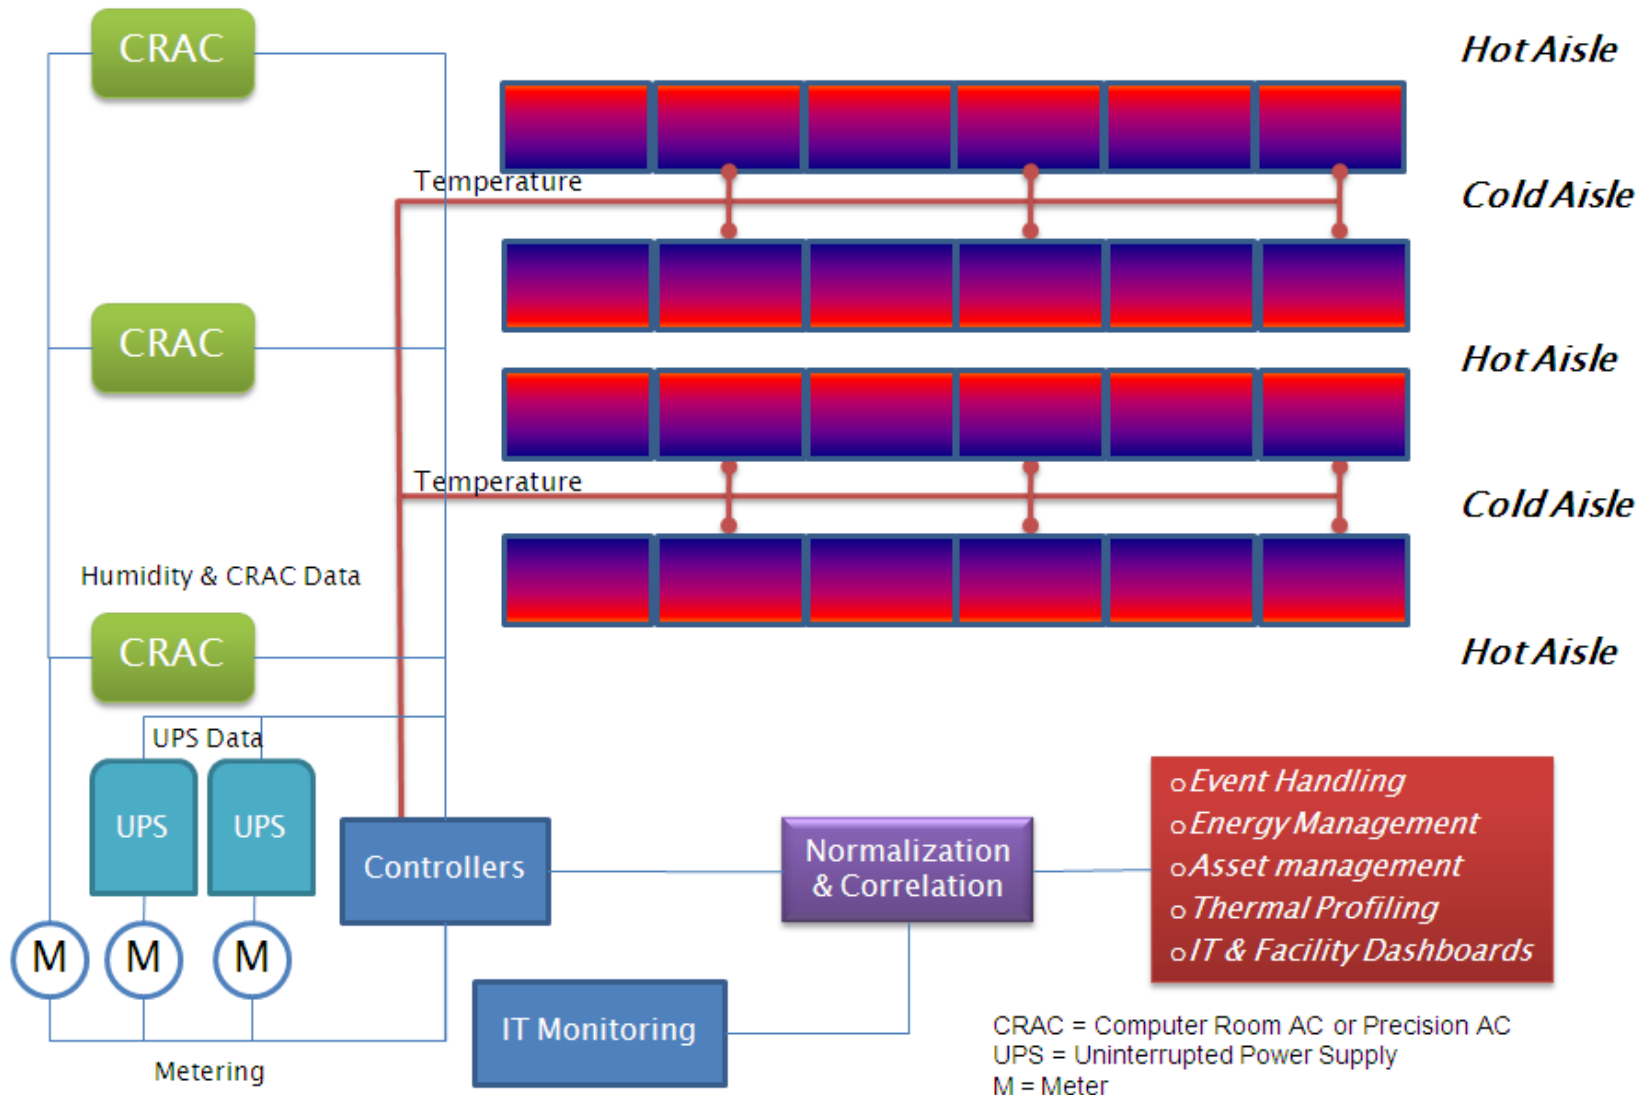 CRAC
Hot Aisle
Temperature
Cold Aisle
CRAC
Hot Aisle
Temperature
Cold Aisle
Humidity & CRAC Data
CRAC
Hot Aisle
UPS Data
UPS
UPS
Controllers
Normalization
& Correlation
o Event Handling
o Energy Management
o Asset management
o Thermal Profiling
o IT & Facility Dashboards
M
M
M
IT Monitoring
Metering
CRAC = Computer Room AC or Precision AC
UPS = Uninterrupted Power Supply
M = Meter